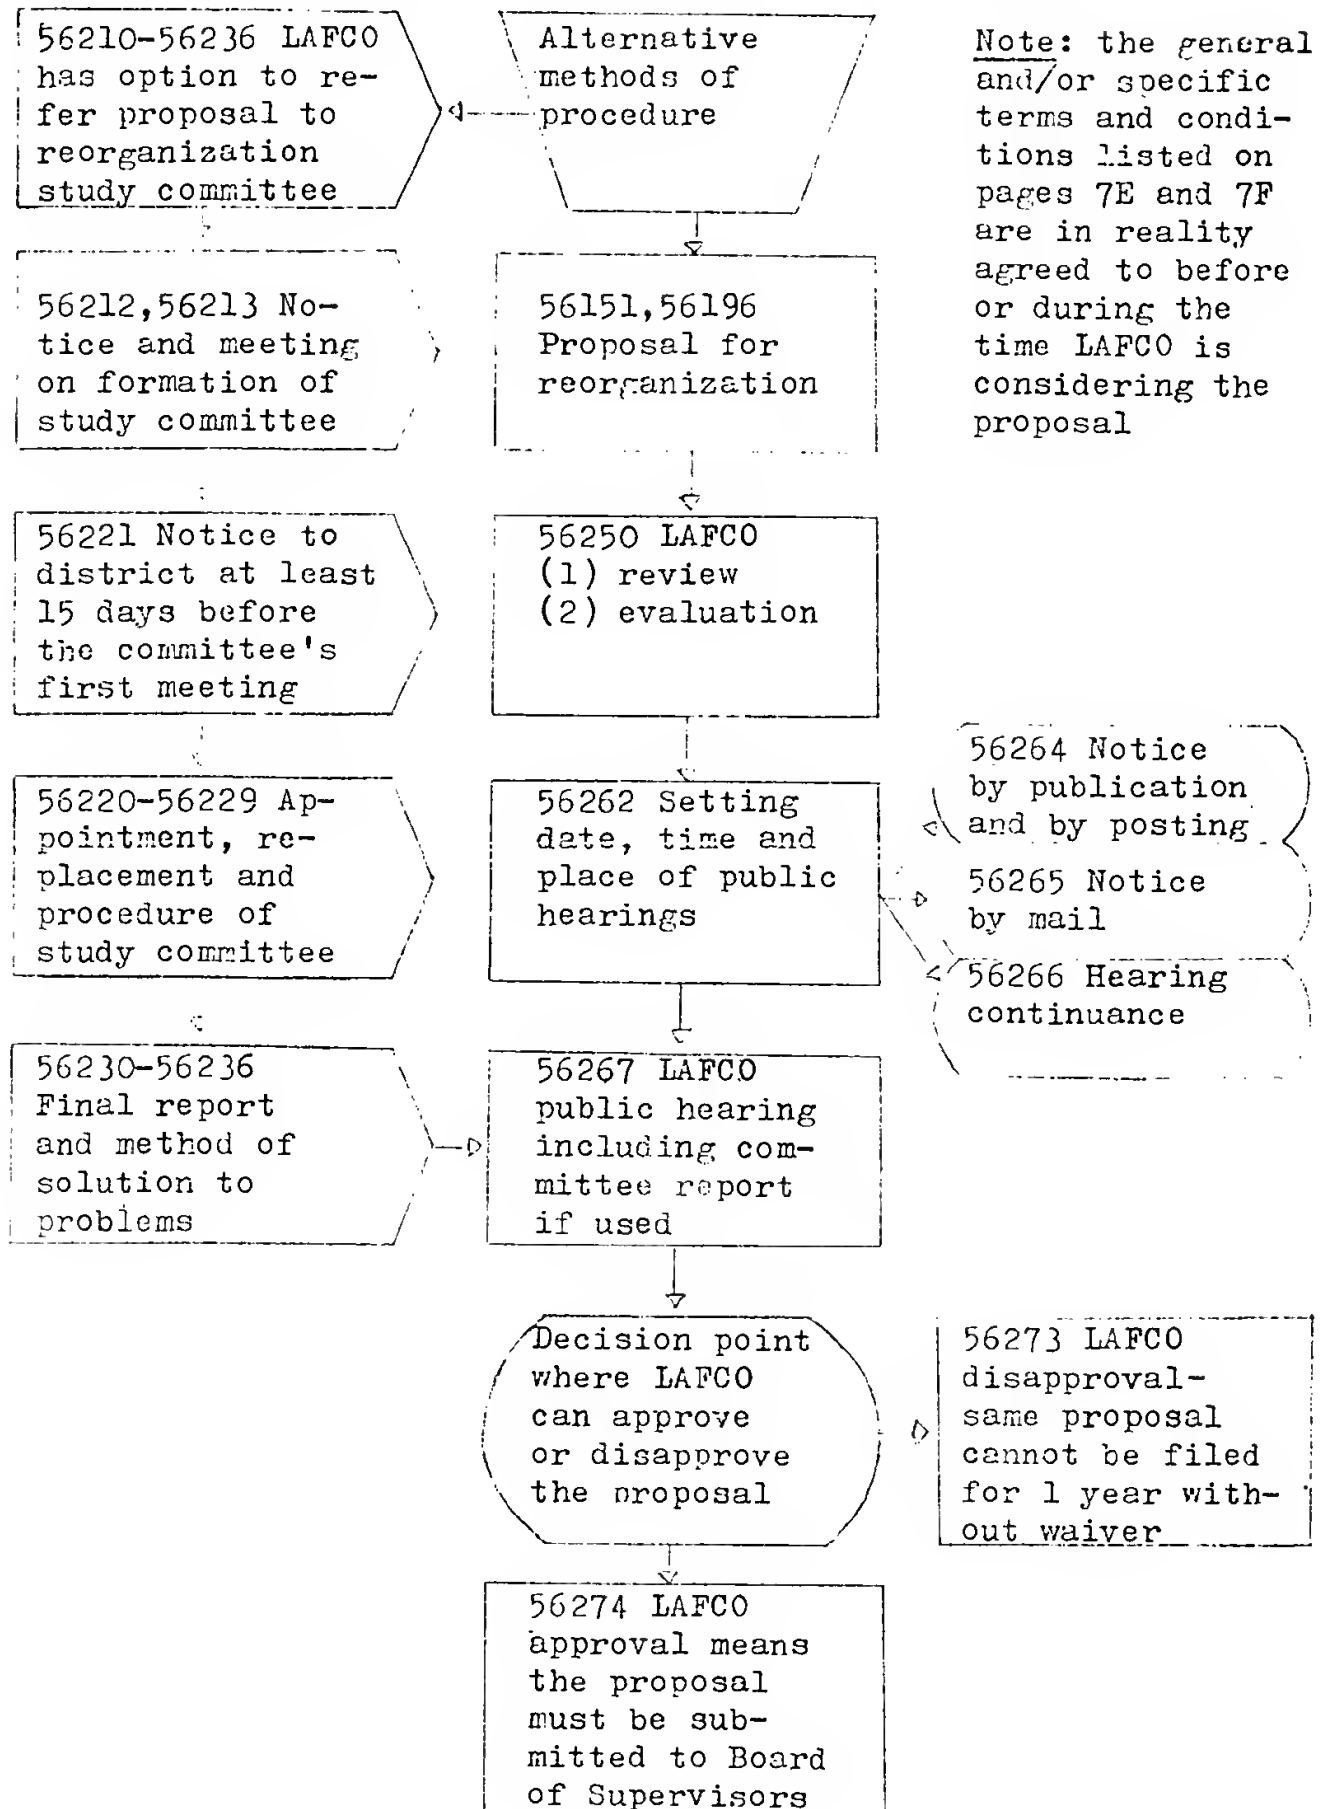 56210-56236 LAFCO
has option to re-
fer proposal to
reorganization
study committee
Alternative
methods of
procedure
Note: the general
and/or specific
terms and condi-
tions listed on
pages 7E and 7F
are in reality
agreed to before
or during the
time LAFCO is
considering the
proposal
56212,56213 No-
tice and meeting
on formation of
study committee
56151,56196
Proposal for
reorganization
56221 Notice to
district at least
15 days before
the committee's
first meeting
56250 LAFCO
(1) review
(2) evaluation
56220-56229 Ap-
pointment, re-
placement and
procedure of
study committee
56262 Setting
date, time and
place of public
hearings
56264 Notice
by publication
and by posting
56265 Notice
by mail
56266 Hearing
continuance
56230-56236
Final report
and method of
solution to
problems
56267 LAFCO
public hearing
including com-
mittee report
if used
Decision point
where LAFCO
can approve
or disapprove
the proposal
56273 LAFCO
disapproval-
same proposal
cannot be filed
for 1 year with-
out waiver
56274 LAFCO
approval means
the proposal
must be sub-
mitted to Board
of Supervisors